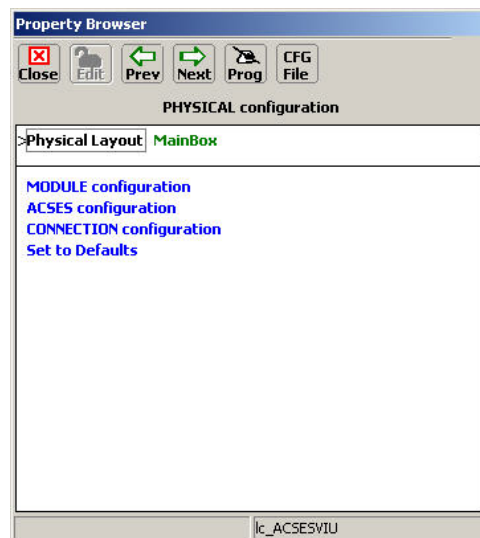 Property Browser
Close Edit Prev Next Prog CFG File
PHYSICAL configuration
>Physical Layout MainBox
MODULE configuration
ACSES configuration
CONNECTION configuration
Set to Defaults
lc_ACSESVIU